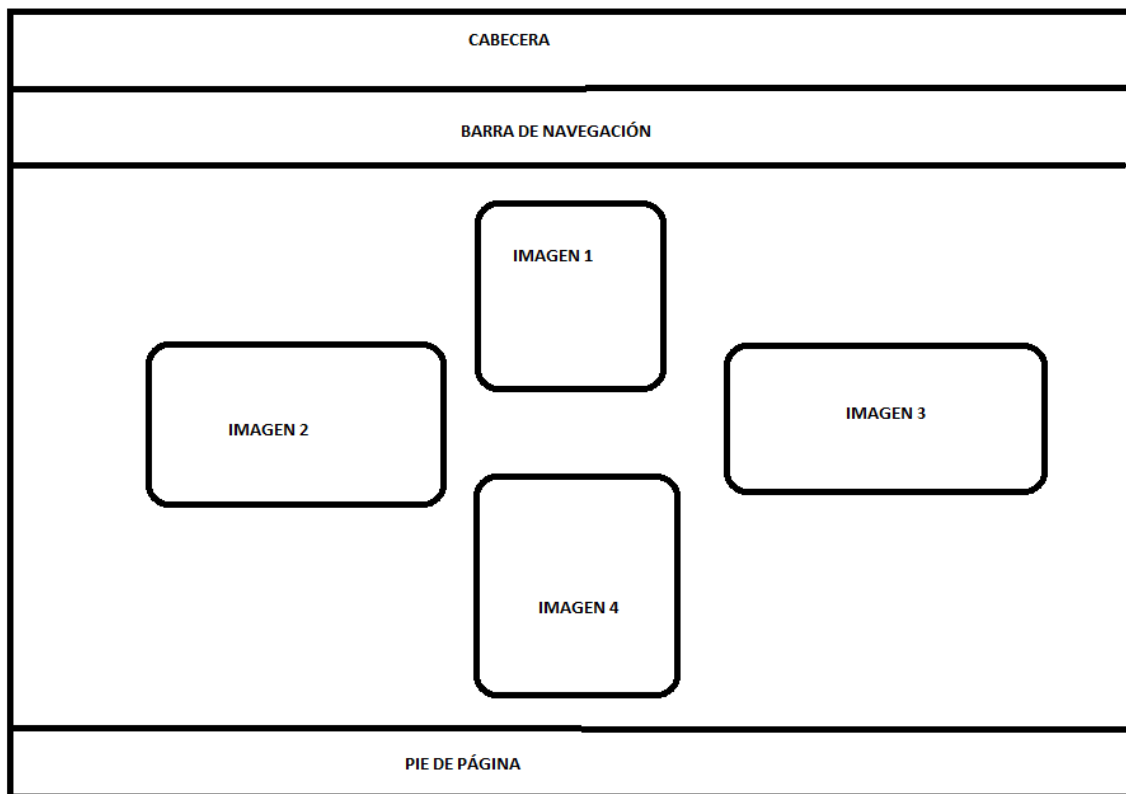 CABECERA
BARRA DE NAVEGACIÓN
IMAGEN 1
IMAGEN 2
IMAGEN 3
IMAGEN 4
PIE DE PÁGINA